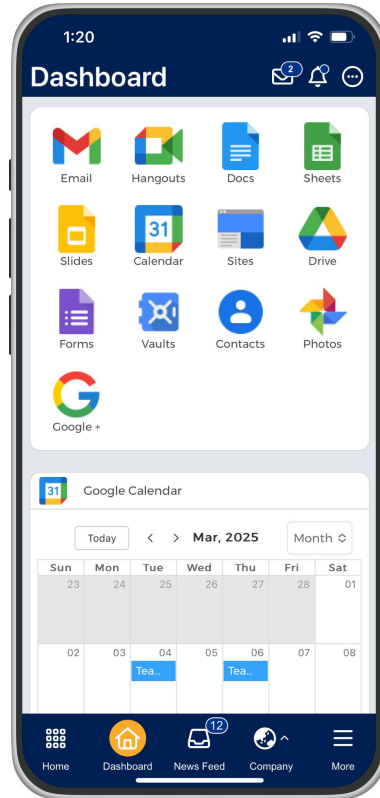 1:20
Dashboard 2
Email Hangouts Docs Sheets
31
Slides Calendar Sites Drive
Forms Vaults Contacts Photos
Google +
31 Google Calendar
Today < > Mar, 2025 Month
Sun Mon Tue Wed Thu Fri Sat
23 24 25 26 27 28 01
02 03 04 05 06 07 08
Tea... Tea...
12
Home Dashboard News Feed Company More